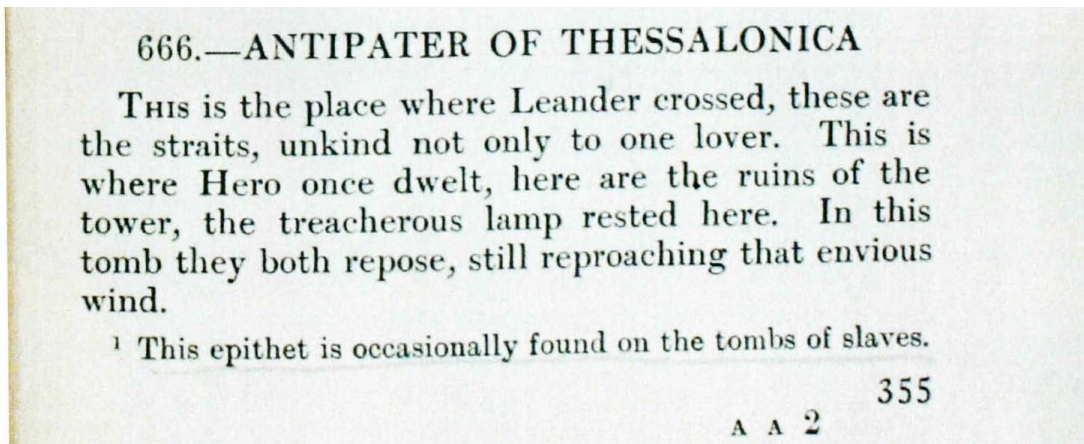 666.—ANTIPATER OF THESSALONICA
THIS is the place where Leander crossed, these are
the straits, unkind not only to one lover. This is
where Hero once dwelt, here are the ruins of the
tower, the treacherous lamp rested here. In this
tomb they both repose, still reproaching that envious
wind.
¹ This epithet is occasionally found on the tombs of slaves.
355
A A 2